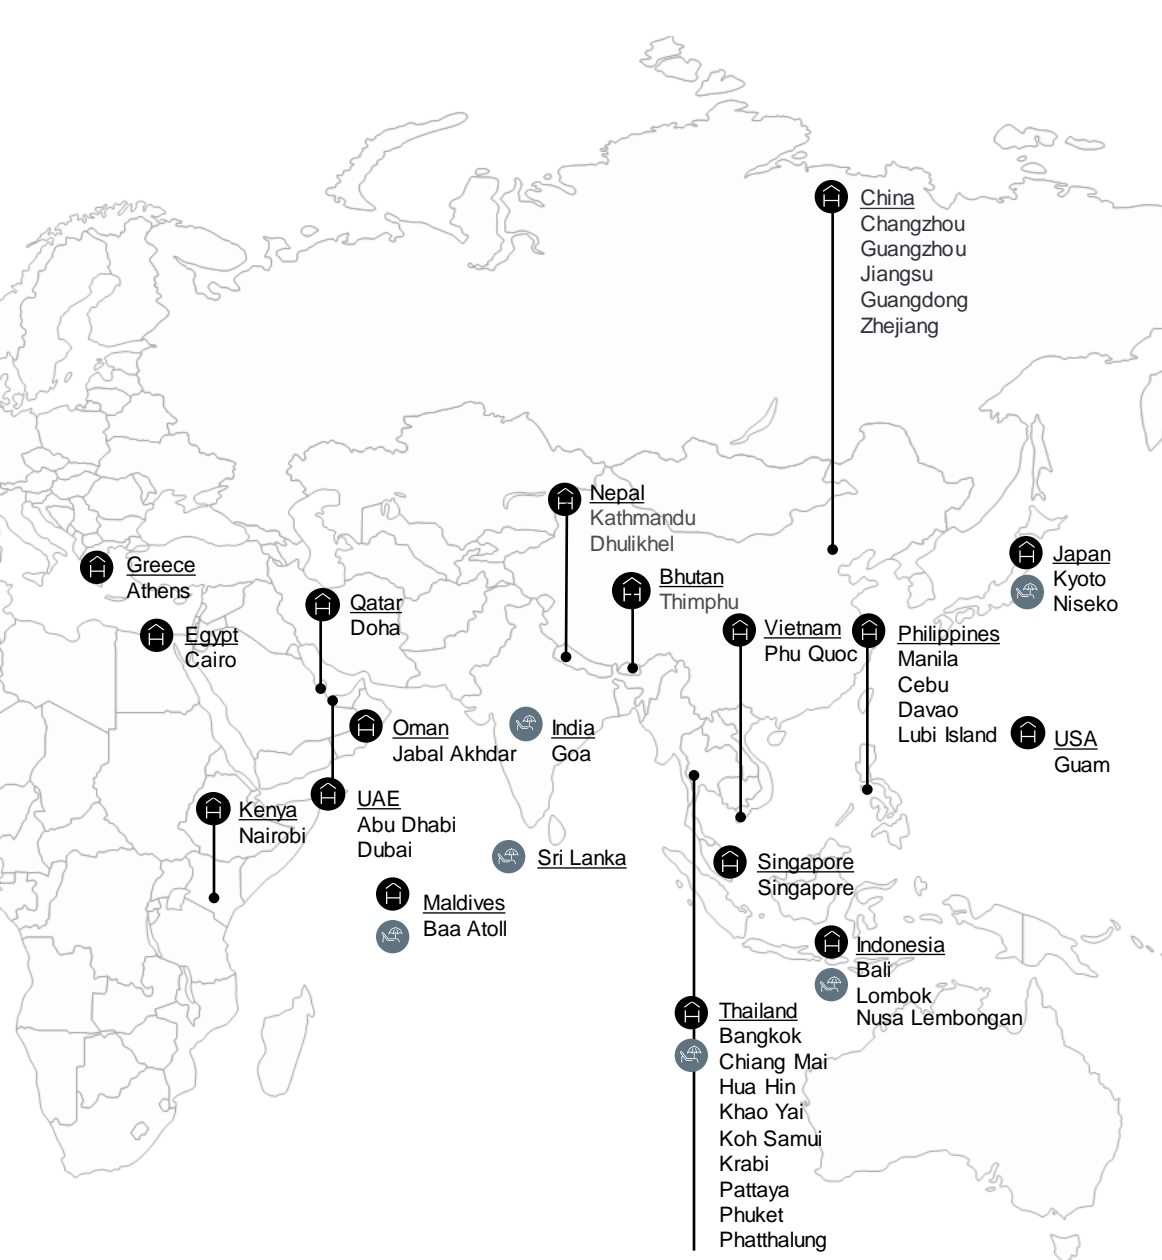 China
Changzhou
Guangzhou
Jiangsu
Guangdong
Zhejiang
Nepal
Kathmandu
Dhulikhel
Bhutan
Thimphu
Japan
Kyoto
Niseko
Greece
Athens
Qatar
Doha
Egypt
Cairo
Vietnam
Phu Quoc
Philippines
Manila
Cebu
Davao
Lubi Island
Oman
Jabal Akhdar
India
Goa
USA
Guam
UAE
Abu Dhabi
Dubai
Kenya
Nairobi
Sri Lanka
Singapore
Singapore
Maldives
Baa Atoll
Indonesia
Bali
Lombok
Nusa Lembongan
Thailand
Bangkok
Chiang Mai
Hua Hin
Khao Yai
Koh Samui
Krabi
Pattaya
Phuket
Phatthalung